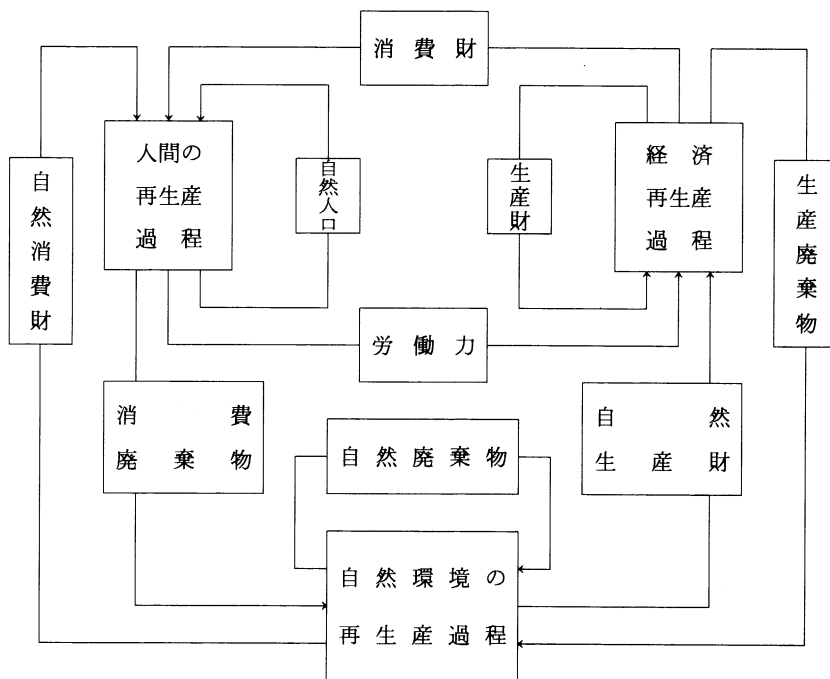 消費財
人間の
再生産
過程
自然人口
生産財
経済
再生産
過程
自然消費財
生産廃棄物
労働力
消費
廃棄物
自然
生産財
自然廃棄物
自然環境の
再生産過程